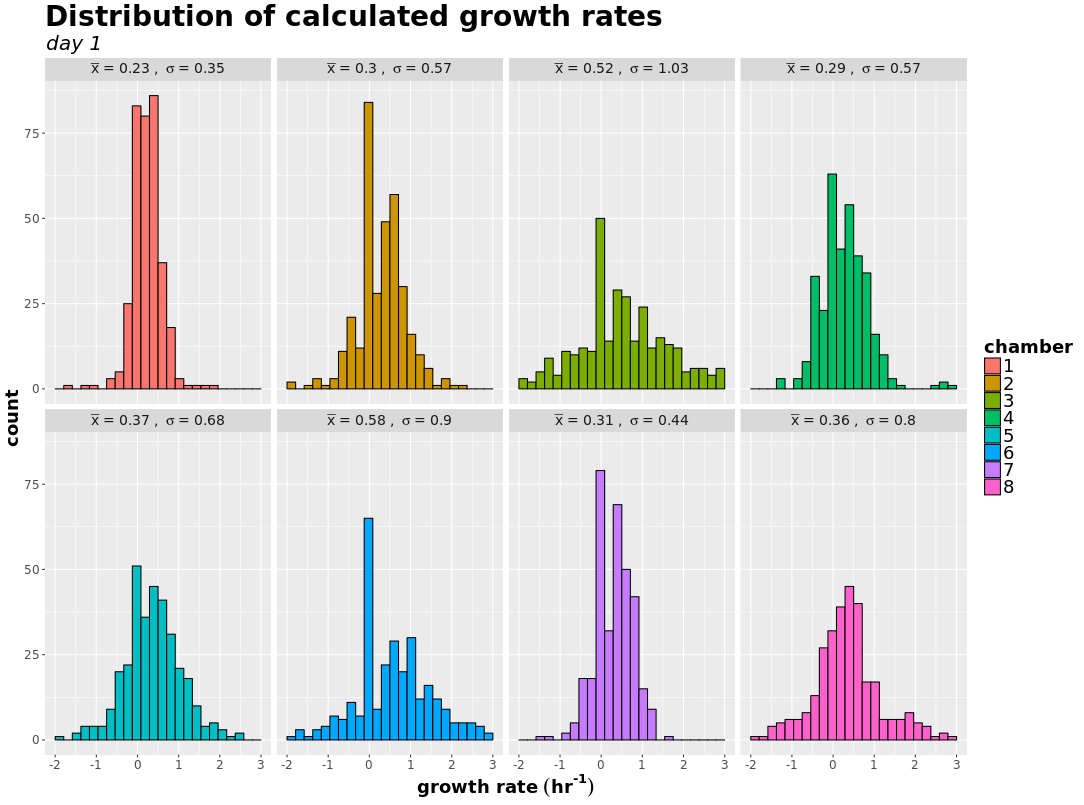 Distribution of calculated growth rates
day 1
x̅ = 0.23 , σ = 0.35
x̅ = 0.3 , σ = 0.57
x̅ = 0.52 , σ = 1.03
x̅ = 0.29 , σ = 0.57
75
50
25
0
x̅ = 0.37 , σ = 0.68
x̅ = 0.58 , σ = 0.9
x̅ = 0.31 , σ = 0.44
x̅ = 0.36 , σ = 0.8
75
50
25
0
-2 -1 0 1 2 3
-2 -1 0 1 2 3
-2 -1 0 1 2 3
-2 -1 0 1 2 3
count
growth rate (hr⁻¹)
chamber
1
2
3
4
5
6
7
8